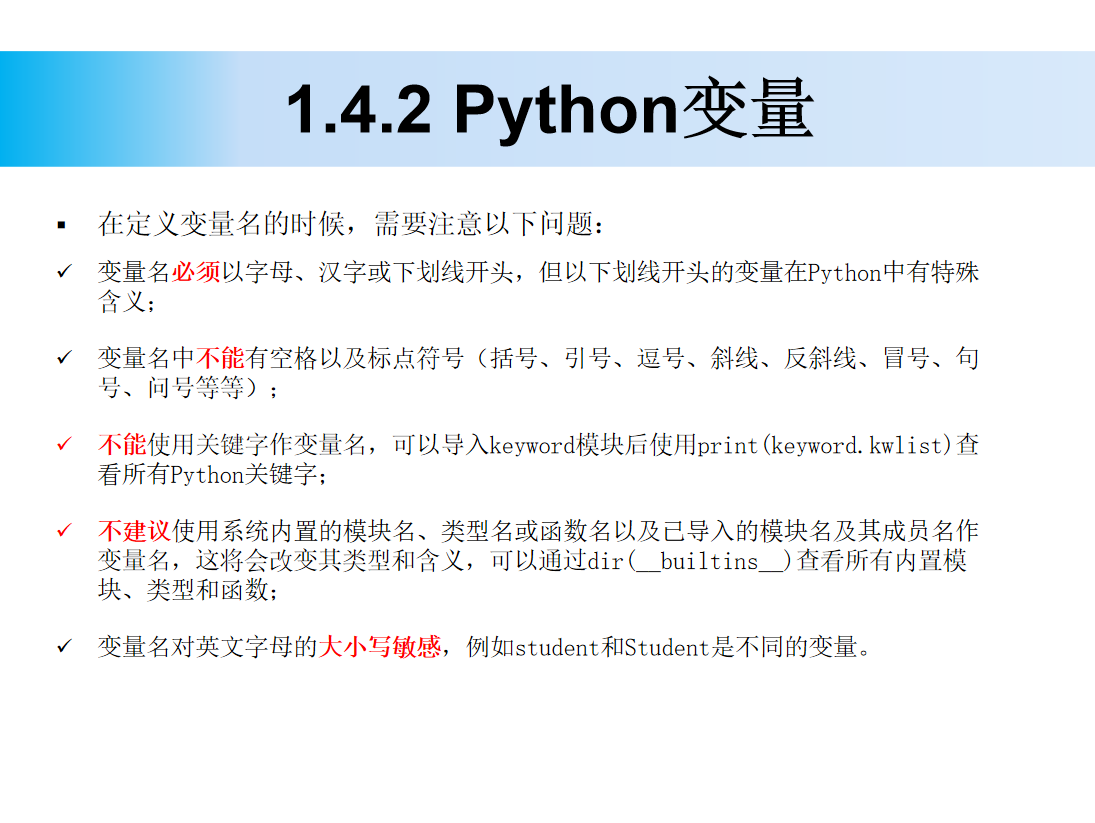 1.4.2 Python变量
▪ 在定义变量名的时候，需要注意以下问题：
✓ 变量名必须以字母、汉字或下划线开头，但以下划线开头的变量在Python中有特殊
含义；
✓ 变量名中不能有空格以及标点符号（括号、引号、逗号、斜线、反斜线、冒号、句
号、问号等等）；
✓ 不能使用关键字作变量名，可以导入keyword模块后使用print(keyword.kwlist)查
看所有Python关键字；
✓ 不建议使用系统内置的模块名、类型名或函数名以及已导入的模块名及其成员名作
变量名，这将会改变其类型和含义，可以通过dir(__builtins__)查看所有内置模
块、类型和函数；
✓ 变量名对英文字母的大小写敏感，例如student和Student是不同的变量。